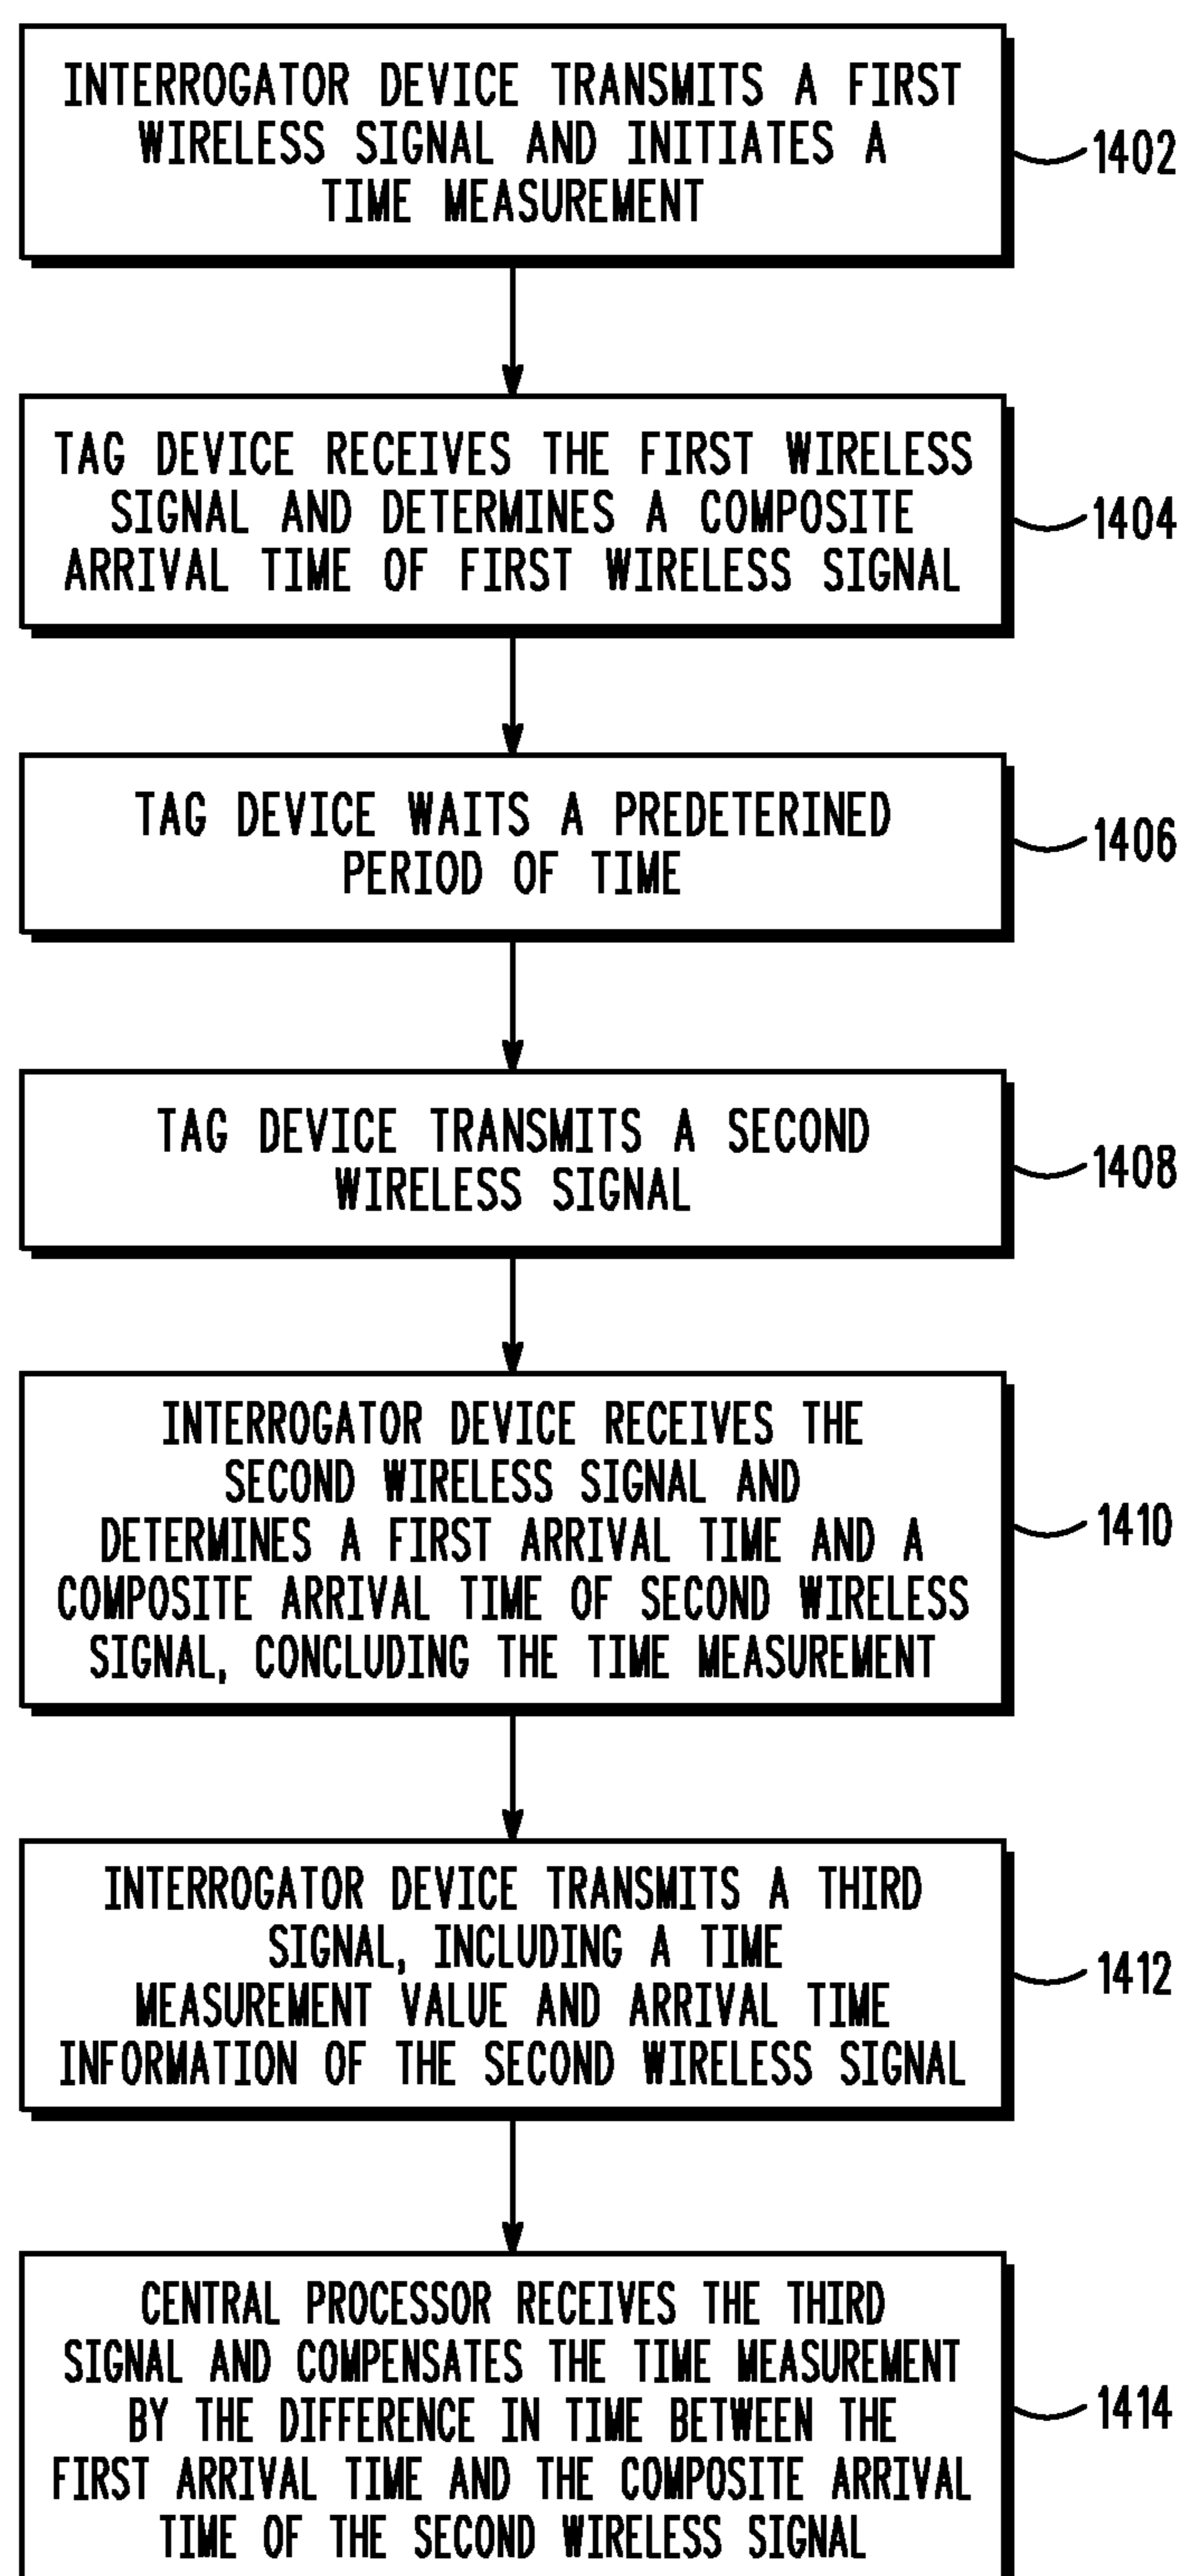 INTERROGATOR DEVICE TRANSMITS A FIRST
WIRELESS SIGNAL AND INITIATES A
TIME MEASUREMENT
1402
TAG DEVICE RECEIVES THE FIRST WIRELESS
SIGNAL AND DETERMINES A COMPOSITE
ARRIVAL TIME OF FIRST WIRELESS SIGNAL
1404
TAG DEVICE WAITS A PREDETERINED
PERIOD OF TIME
1406
TAG DEVICE TRANSMITS A SECOND
WIRELESS SIGNAL
1408
INTERROGATOR DEVICE RECEIVES THE
SECOND WIRELESS SIGNAL AND
DETERMINES A FIRST ARRIVAL TIME AND A
COMPOSITE ARRIVAL TIME OF SECOND WIRELESS
SIGNAL, CONCLUDING THE TIME MEASUREMENT
1410
INTERROGATOR DEVICE TRANSMITS A THIRD
SIGNAL, INCLUDING A TIME
MEASUREMENT VALUE AND ARRIVAL TIME
INFORMATION OF THE SECOND WIRELESS SIGNAL
1412
CENTRAL PROCESSOR RECEIVES THE THIRD
SIGNAL AND COMPENSATES THE TIME MEASUREMENT
BY THE DIFFERENCE IN TIME BETWEEN THE
FIRST ARRIVAL TIME AND THE COMPOSITE ARRIVAL
TIME OF THE SECOND WIRELESS SIGNAL
1414